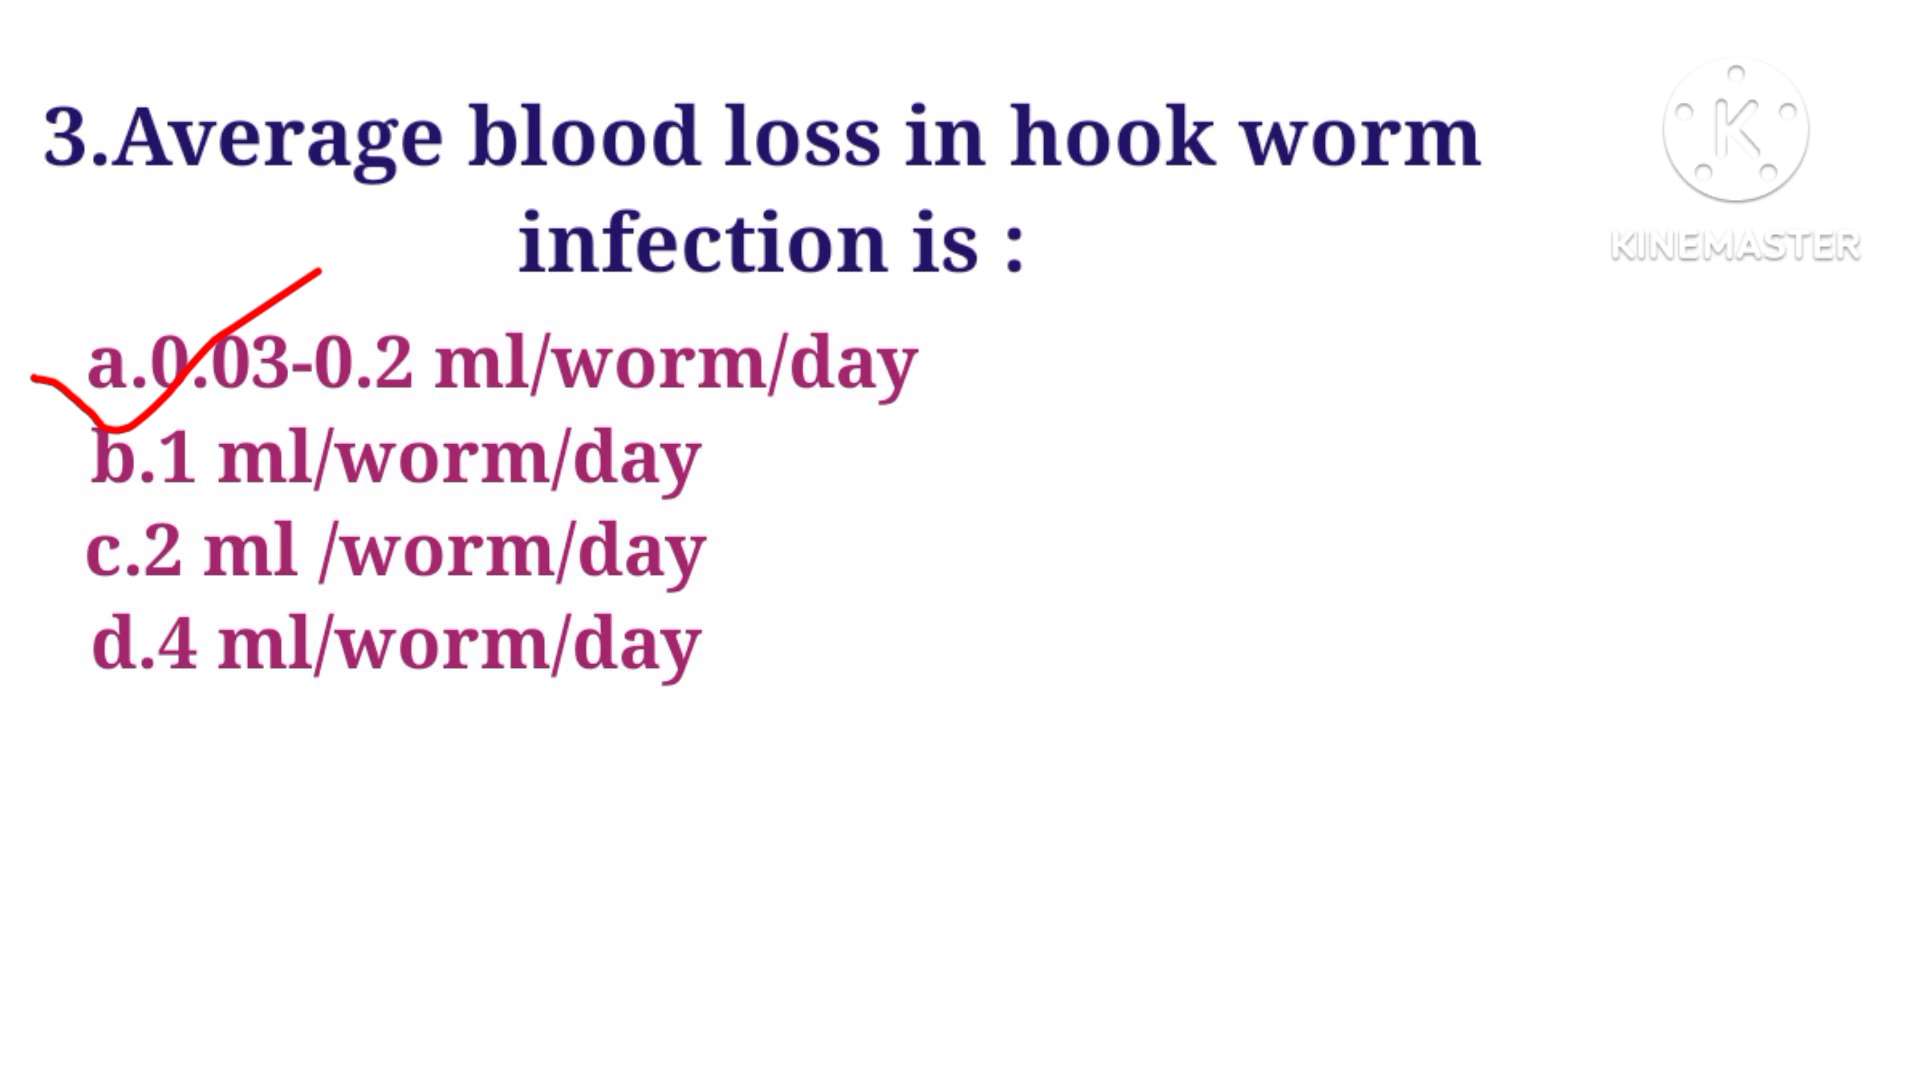 3.Average blood loss in hook worm
infection is :
a.0.03-0.2 ml/worm/day
b.1 ml/worm/day
c.2 ml /worm/day
d.4 ml/worm/day
K
KINEMASTER